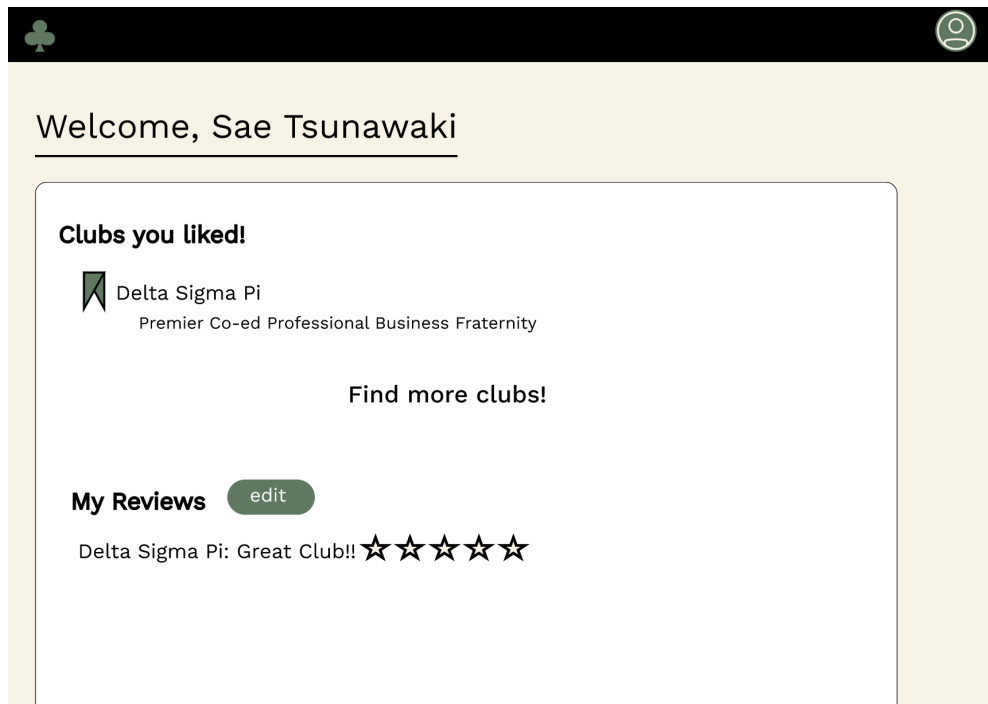 Welcome, Sae Tsunawaki
Clubs you liked!
Delta Sigma Pi
Premier Co-ed Professional Business Fraternity
Find more clubs!
My Reviews
edit
Delta Sigma Pi: Great Club!!